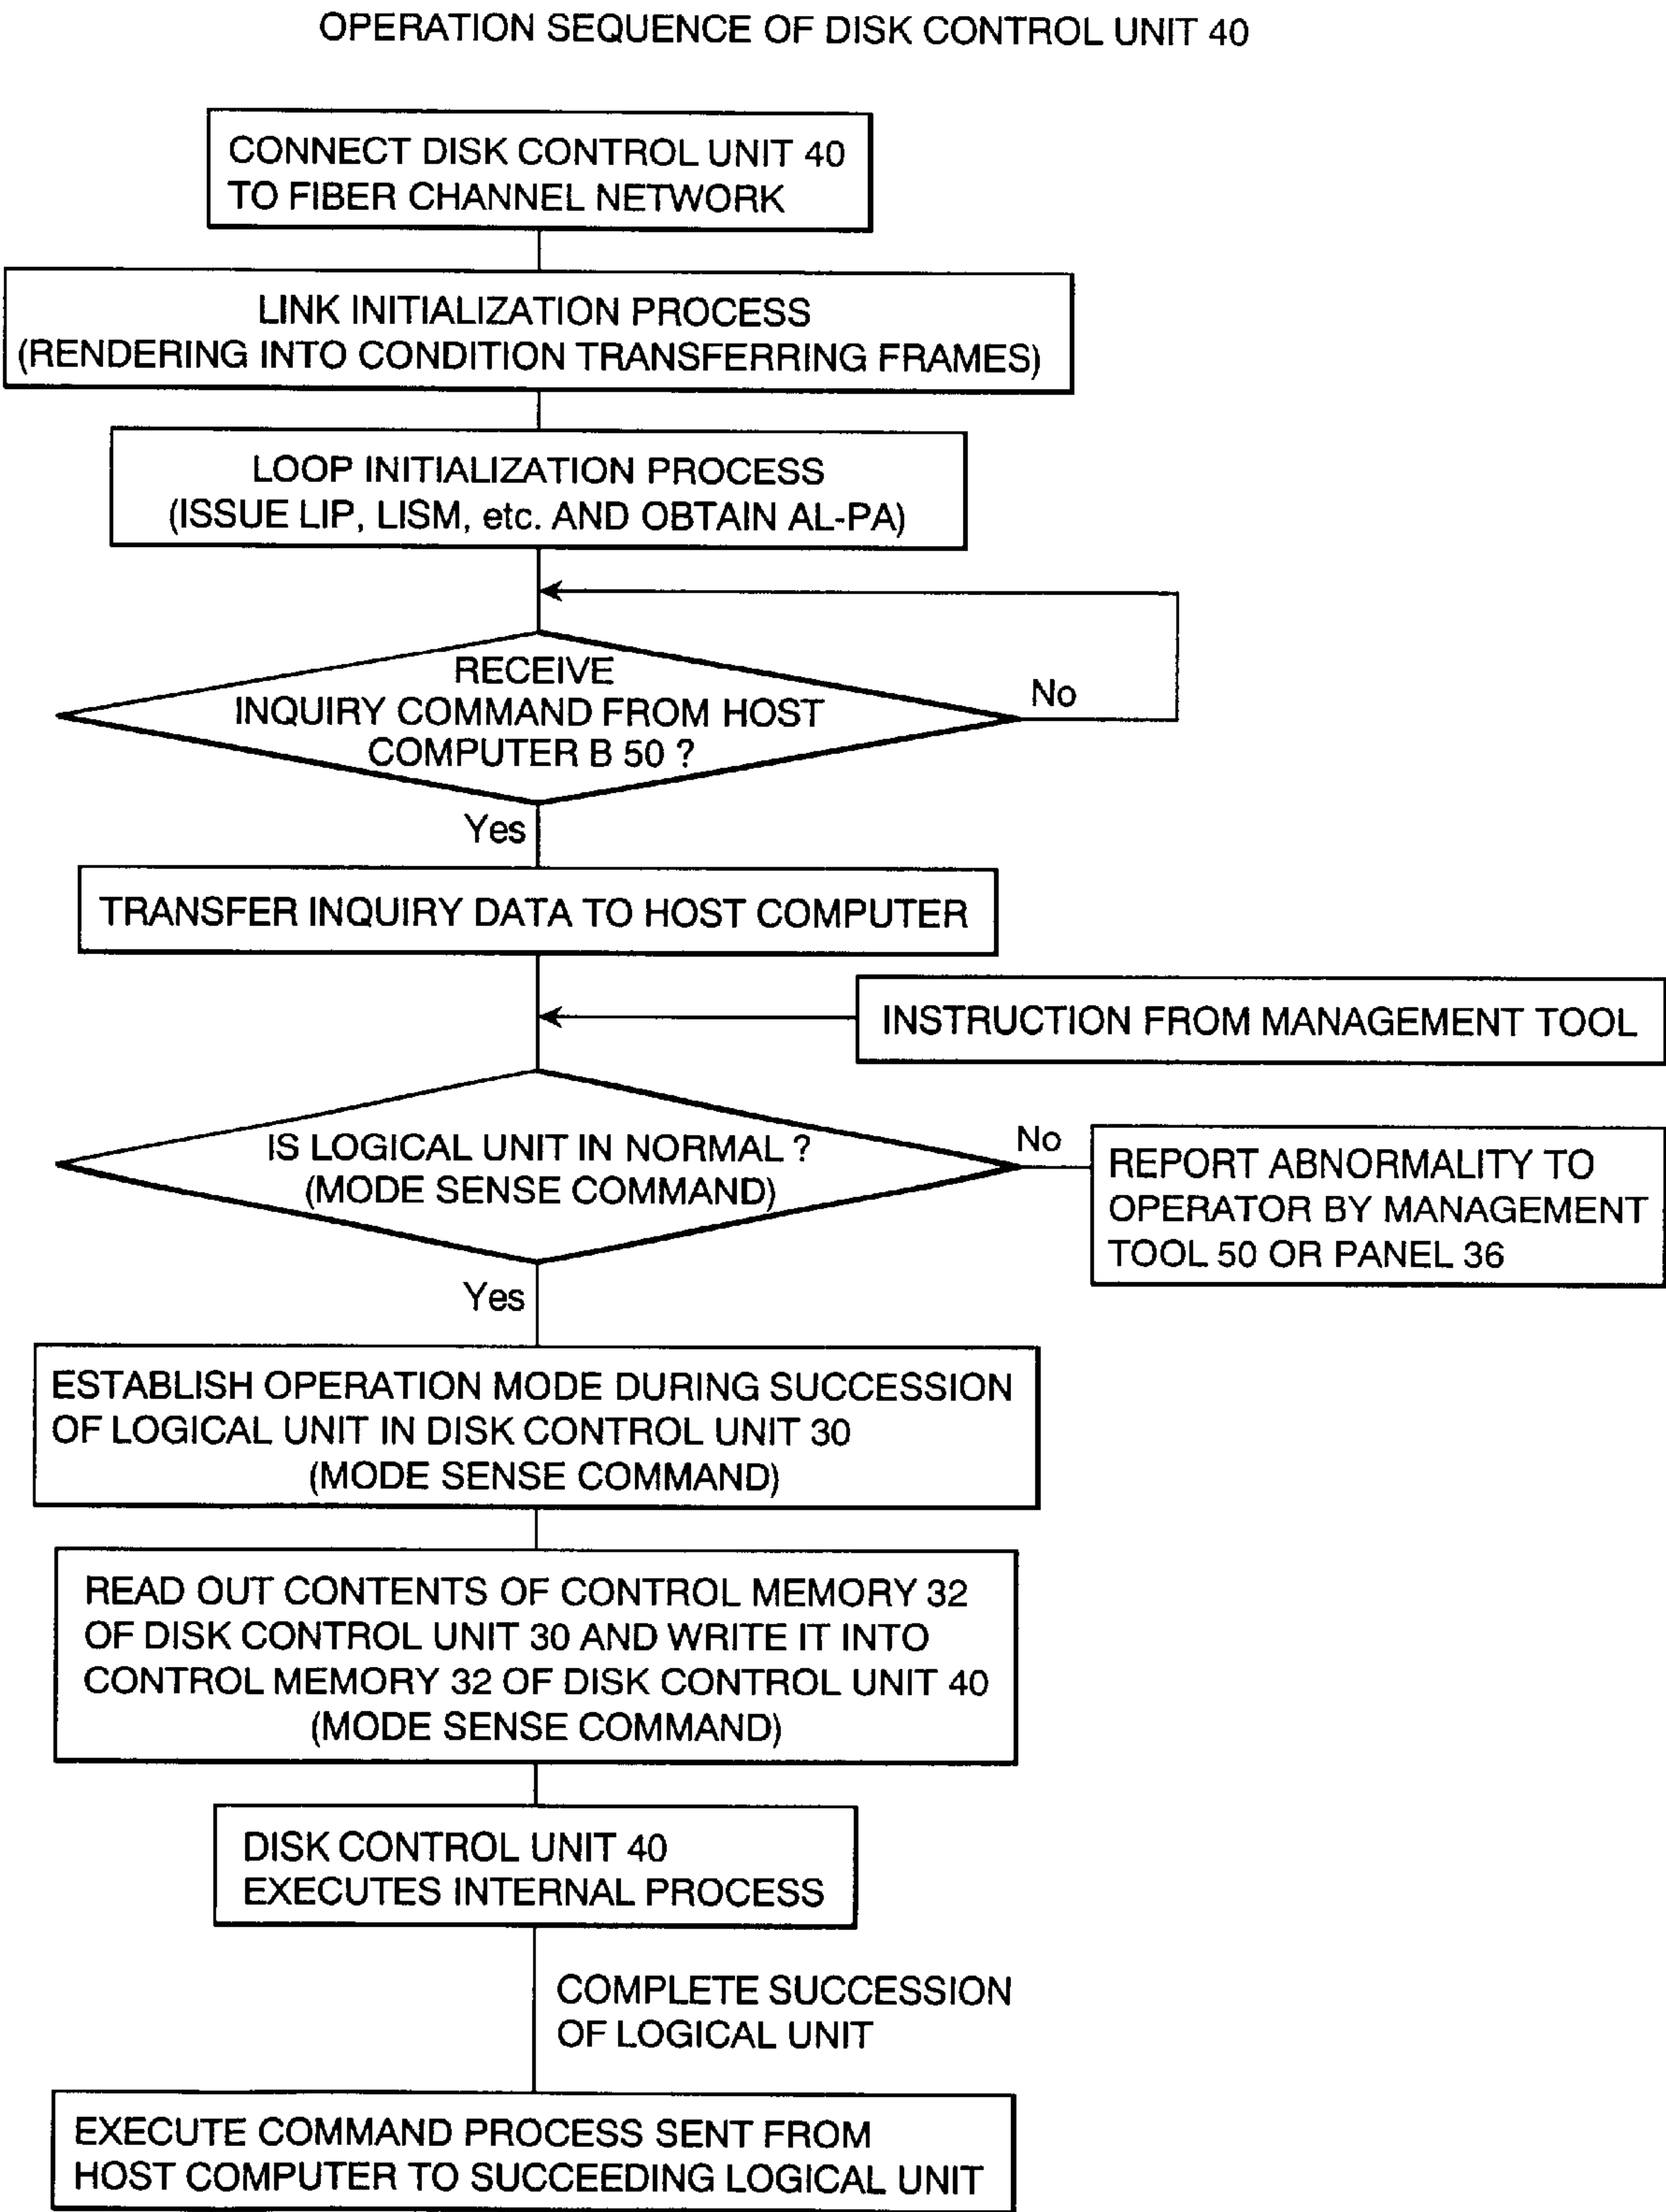 OPERATION SEQUENCE OF DISK CONTROL UNIT 40
CONNECT DISK CONTROL UNIT 40
TO FIBER CHANNEL NETWORK
LINK INITIALIZATION PROCESS
(RENDERING INTO CONDITION TRANSFERRING FRAMES)
LOOP INITIALIZATION PROCESS
(ISSUE LIP, LISM, etc. AND OBTAIN AL-PA)
RECEIVE
INQUIRY COMMAND FROM HOST
COMPUTER B 50 ?
No
Yes
TRANSFER INQUIRY DATA TO HOST COMPUTER
INSTRUCTION FROM MANAGEMENT TOOL
IS LOGICAL UNIT IN NORMAL ?
(MODE SENSE COMMAND)
No
REPORT ABNORMALITY TO
OPERATOR BY MANAGEMENT
TOOL 50 OR PANEL 36
Yes
ESTABLISH OPERATION MODE DURING SUCCESSION
OF LOGICAL UNIT IN DISK CONTROL UNIT 30
(MODE SENSE COMMAND)
READ OUT CONTENTS OF CONTROL MEMORY 32
OF DISK CONTROL UNIT 30 AND WRITE IT INTO
CONTROL MEMORY 32 OF DISK CONTROL UNIT 40
(MODE SENSE COMMAND)
DISK CONTROL UNIT 40
EXECUTES INTERNAL PROCESS
COMPLETE SUCCESSION
OF LOGICAL UNIT
EXECUTE COMMAND PROCESS SENT FROM
HOST COMPUTER TO SUCCEEDING LOGICAL UNIT